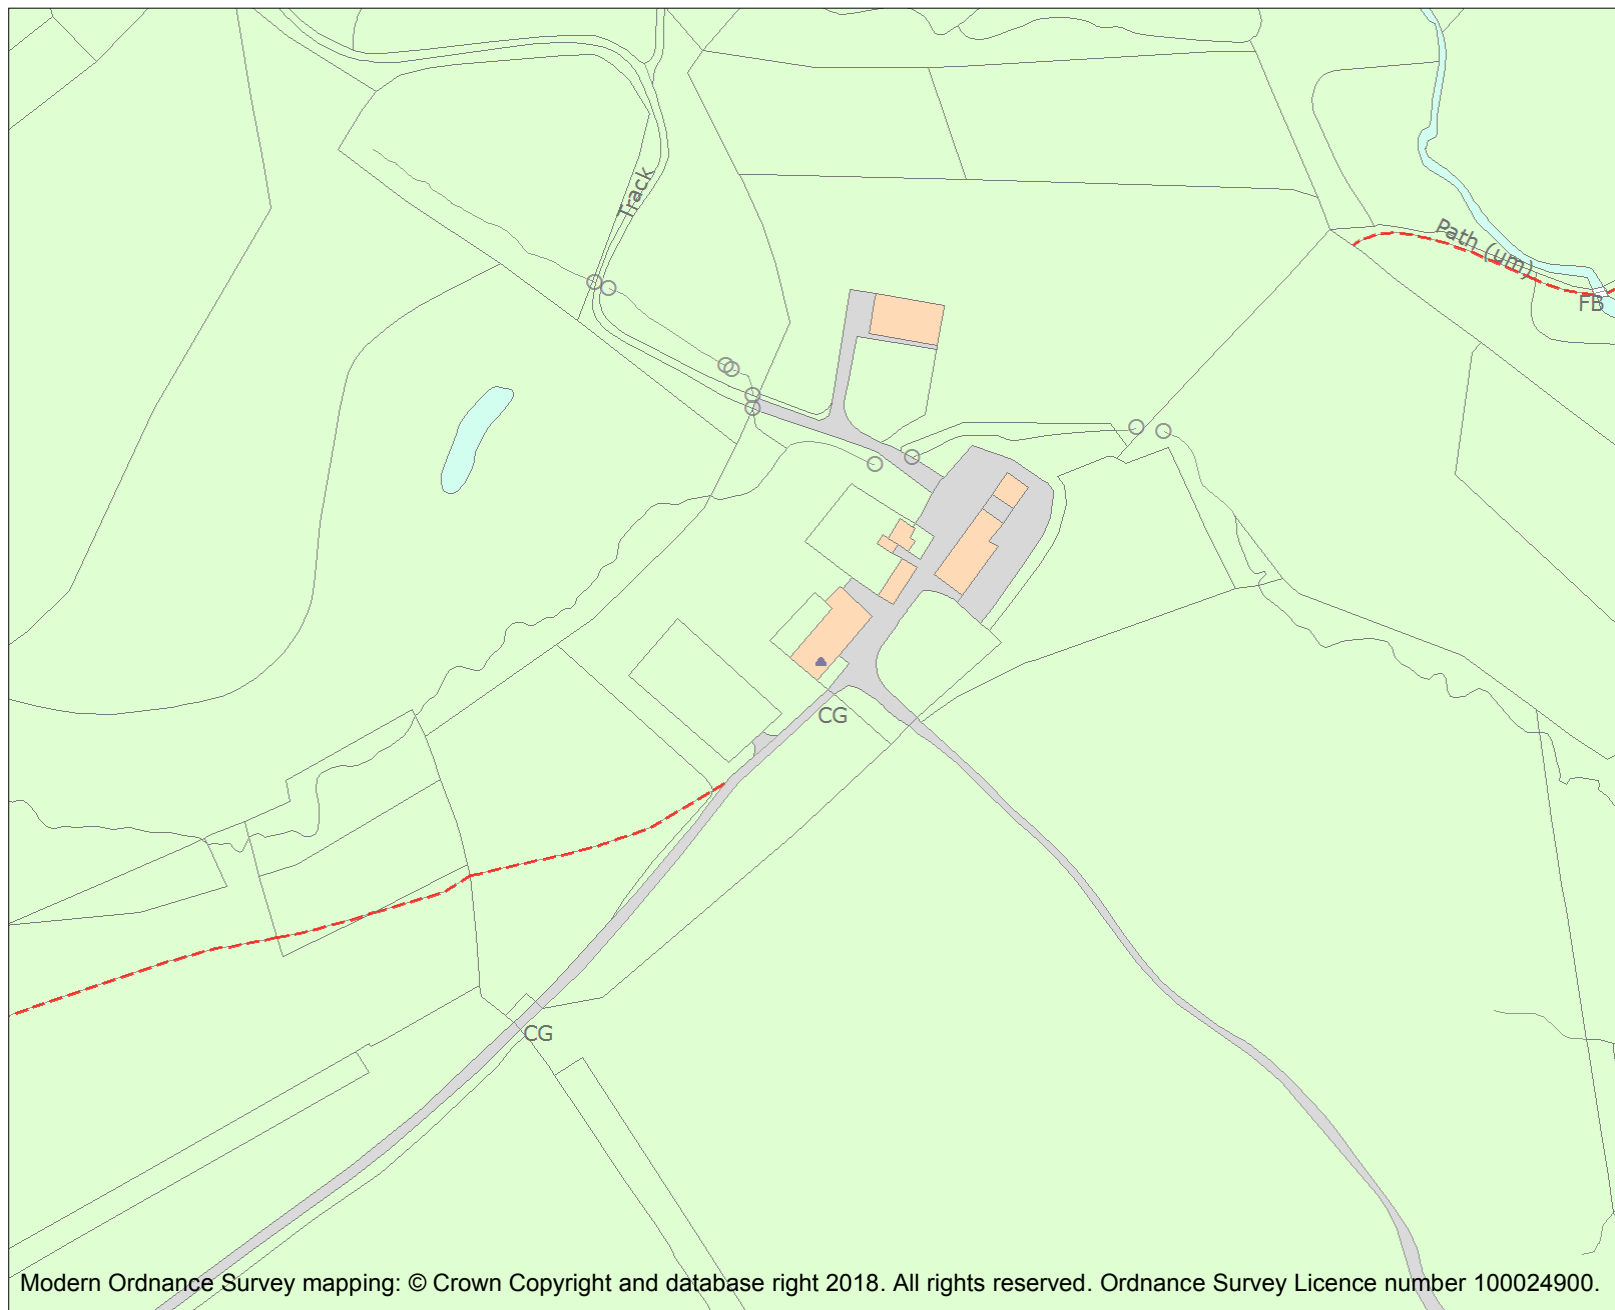 Track
Path (um)
FB
CG
CG
Modern Ordnance Survey mapping: © Crown Copyright and database right 2018. All rights reserved. Ordnance Survey Licence number 100024900.